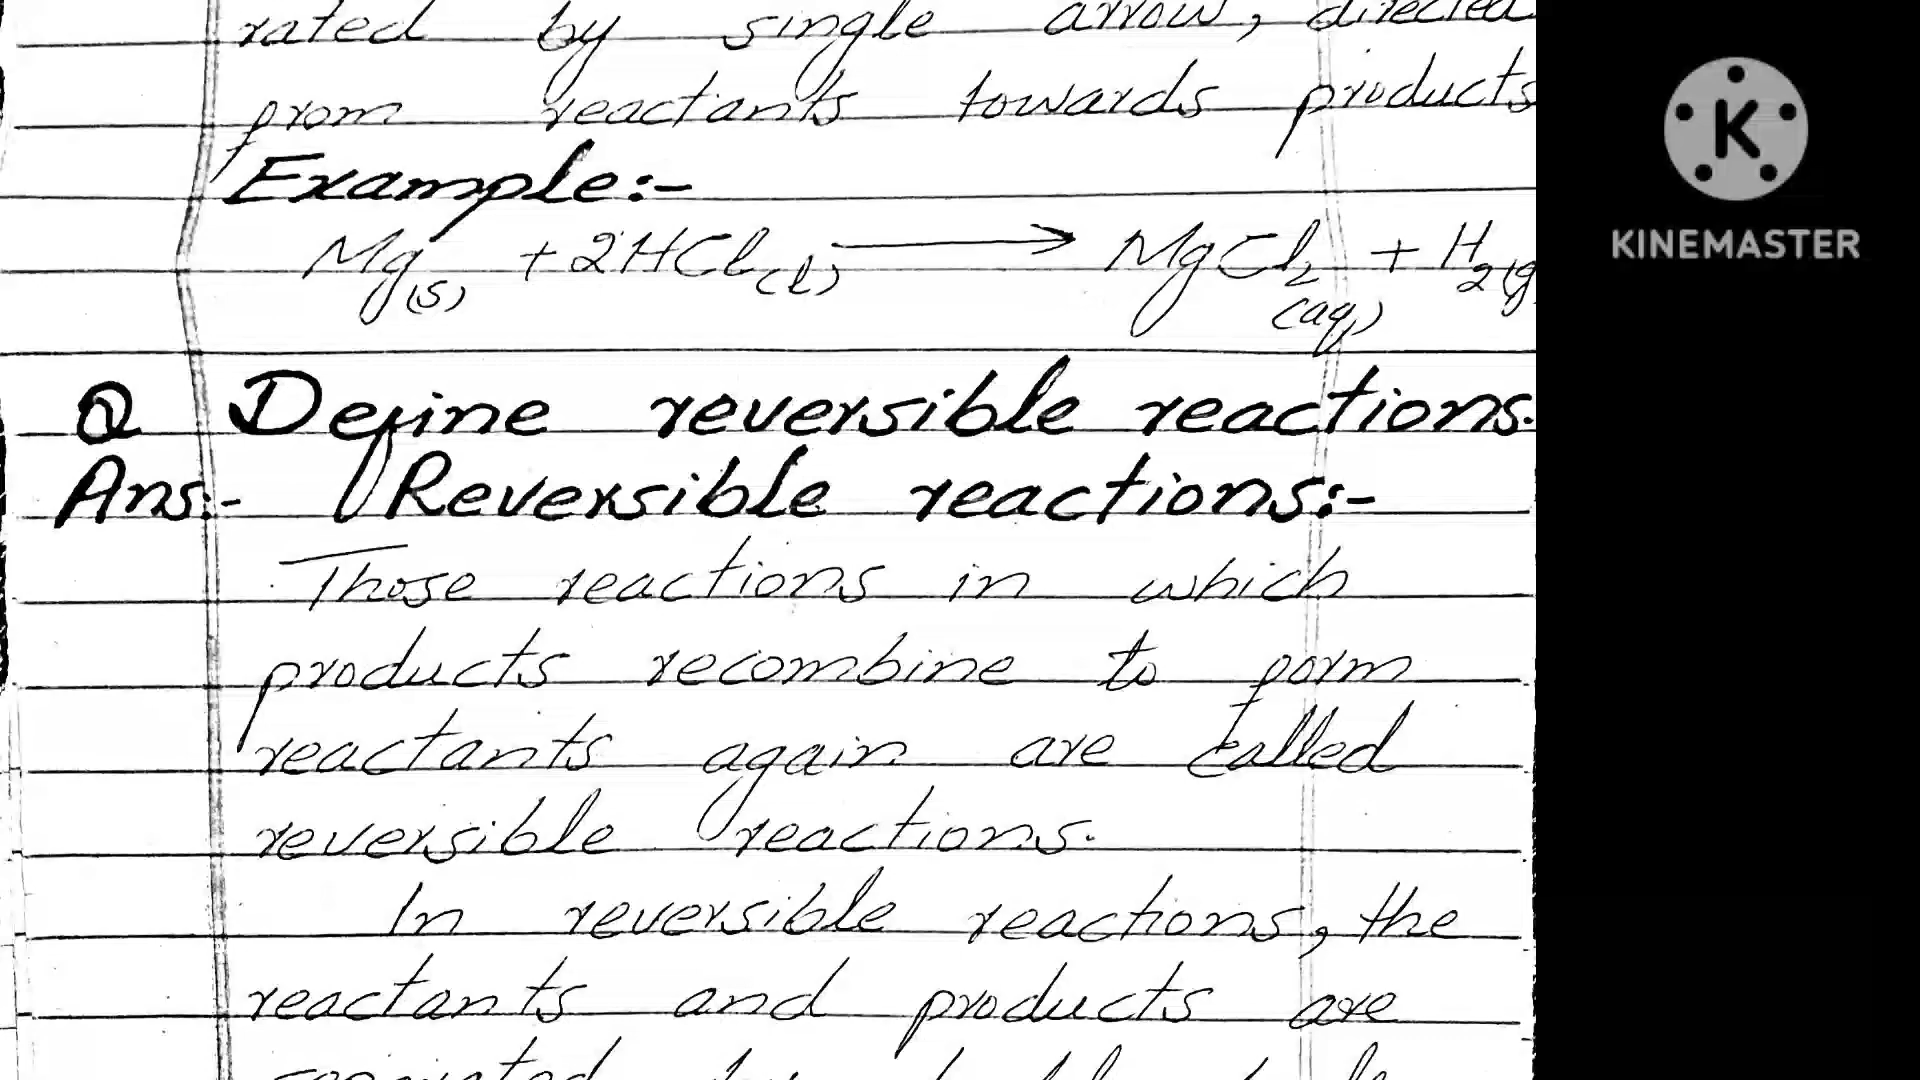 rated by single arrow, directed
from reactants towards products
Example:-
Mg(s) + 2HCl(l) → MgCl2(aq) + H2(g
Q Define reversible reactions.
Ans:- Reversible reactions:-
Those reactions in which
products recombine to form
reactants again are called
reversible reactions.
In reversible reactions, the
reactants and products are
K
KINEMASTER